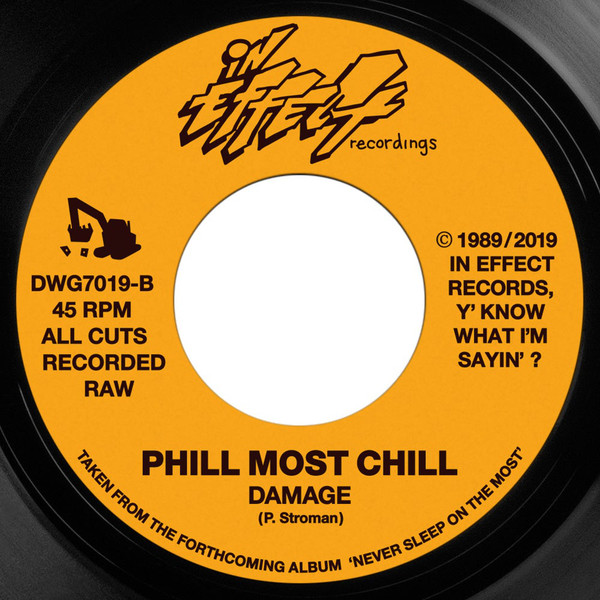 in
EFFECT
recordings
DWG7019-B
45 RPM
ALL CUTS
RECORDED
RAW
© 1989/2019
IN EFFECT
RECORDS,
Y' KNOW
WHAT I'M
SAYIN' ?
PHILL MOST CHILL
DAMAGE
(P. Stroman)
TAKEN FROM THE FORTHCOMING ALBUM 'NEVER SLEEP ON THE MOST'